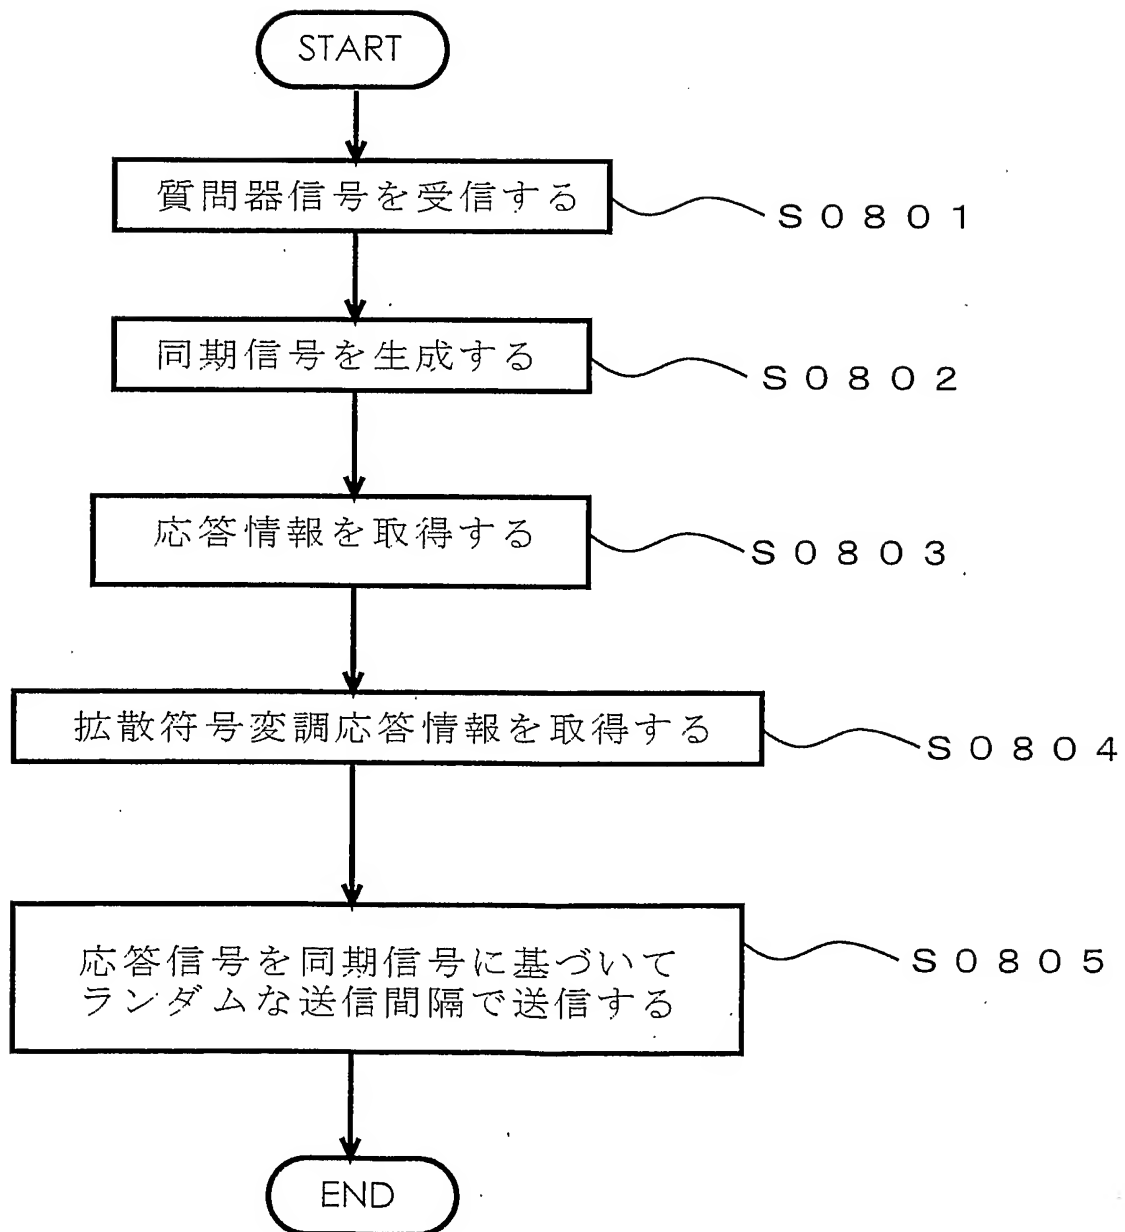 START
質問器信号を受信する
S0801
同期信号を生成する
S0802
応答情報を取得する
S0803
拡散符号変調応答情報を取得する
S0804
応答信号を同期信号に基づいて
ランダムな送信間隔で送信する
S0805
END